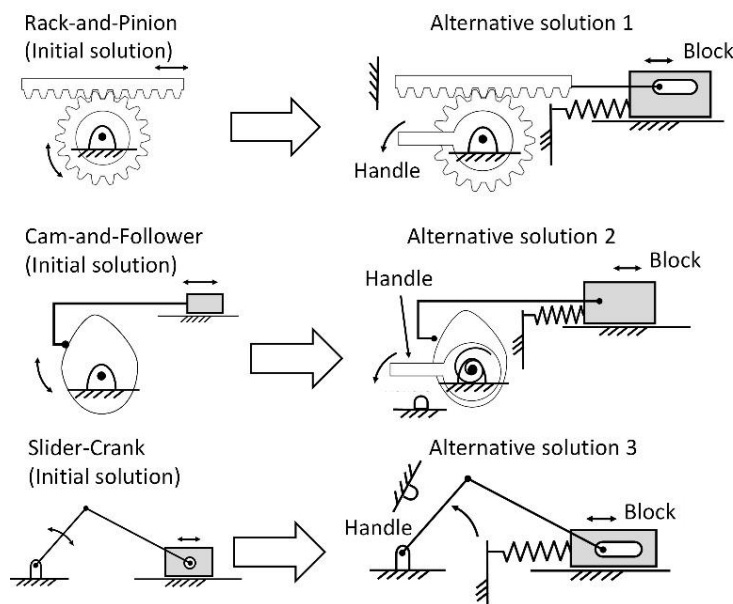 Rack-and-Pinion
(Initial solution)
Alternative solution 1
Block
Handle
Cam-and-Follower
(Initial solution)
Alternative solution 2
Handle
Block
Slider-Crank
(Initial solution)
Alternative solution 3
Handle
Block